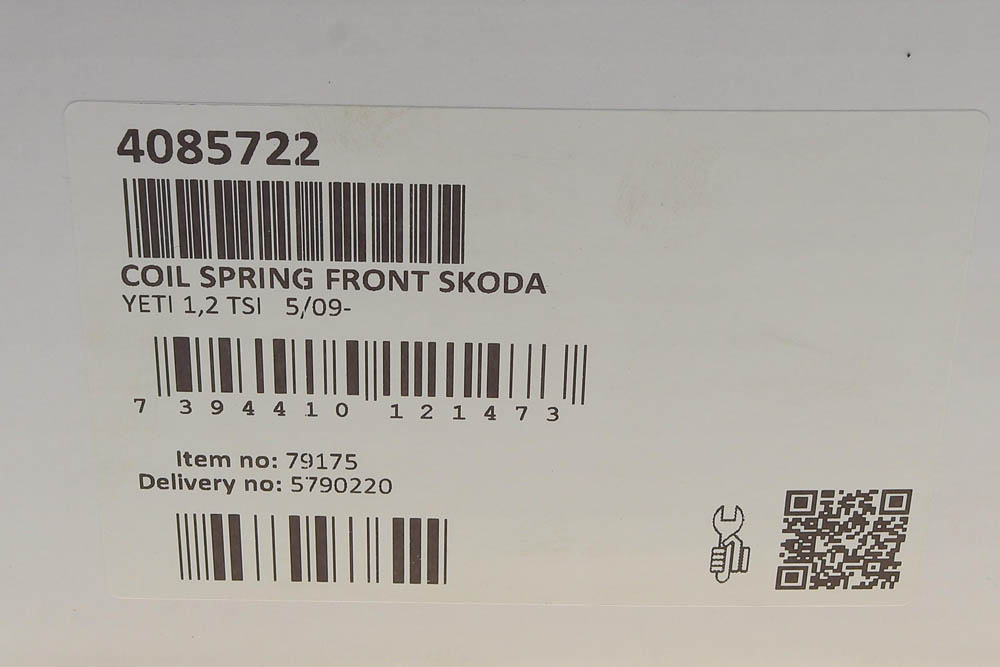 4085722
COIL SPRING FRONT SKODA
YETI 1,2 TSI 5/09-
7 394410 121473
Item no: 79175
Delivery no: 5790220